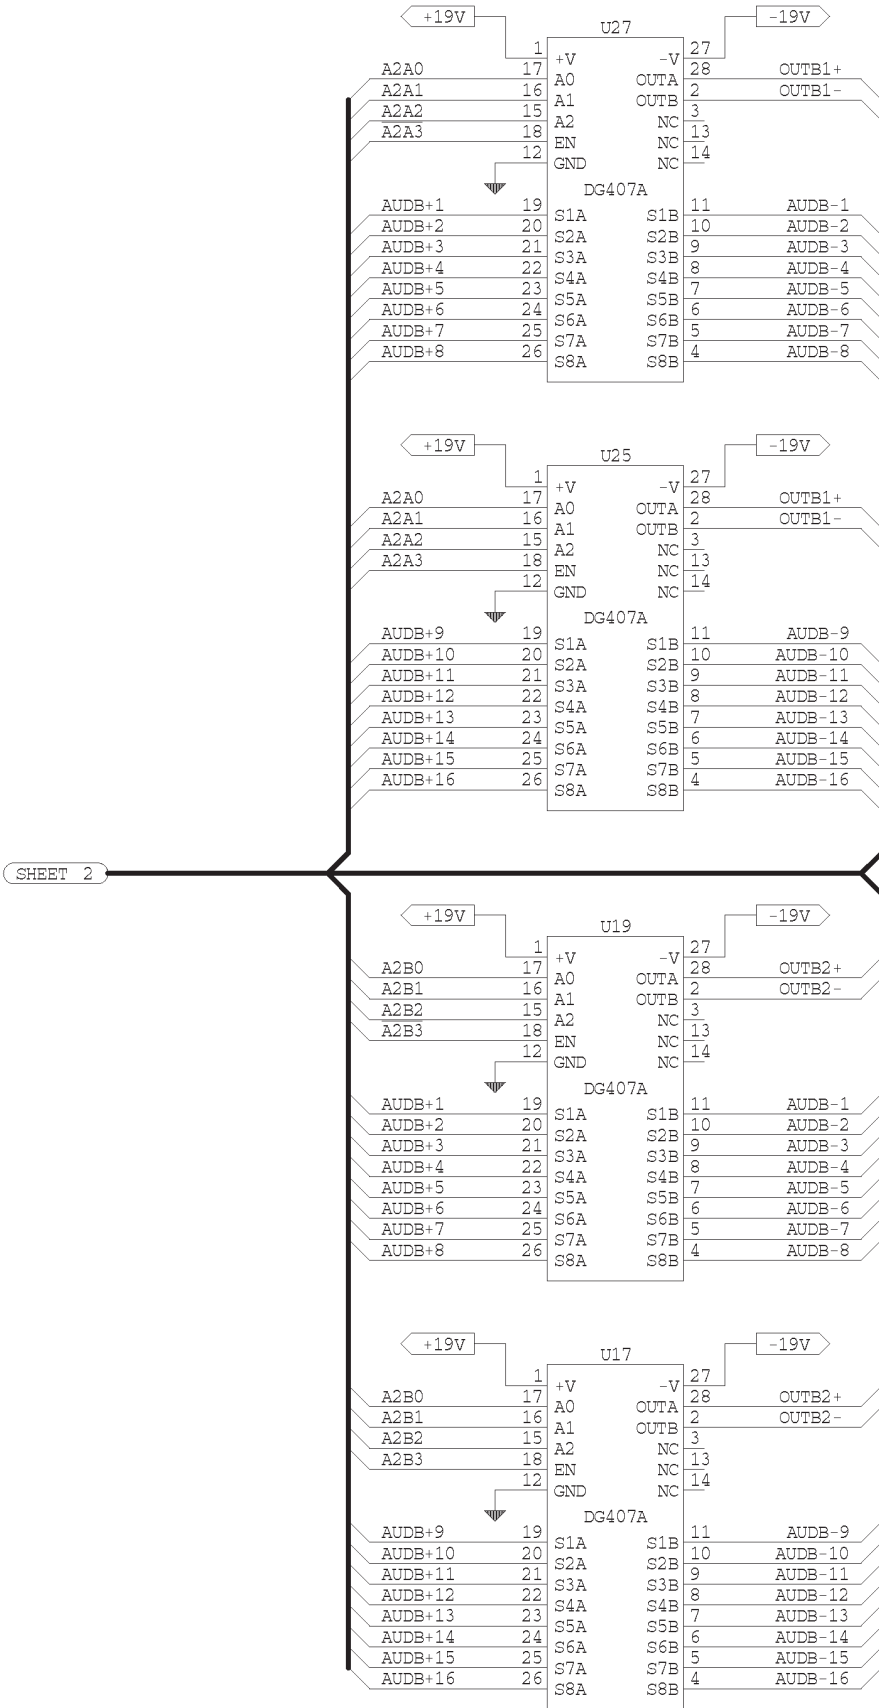 +19V U27 -19V
1 +V -V 27
A2A0 17 A0 OUTA 28 OUTB1+
A2A1 16 A1 OUTB 2 OUTB1-
A2A2 15 A2 NC 3
A2A3 18 EN NC 13
12 GND NC 14
DG407A
AUDB+1 19 S1A S1B 11 AUDB-1
AUDB+2 20 S2A S2B 10 AUDB-2
AUDB+3 21 S3A S3B 9 AUDB-3
AUDB+4 22 S4A S4B 8 AUDB-4
AUDB+5 23 S5A S5B 7 AUDB-5
AUDB+6 24 S6A S6B 6 AUDB-6
AUDB+7 25 S7A S7B 5 AUDB-7
AUDB+8 26 S8A S8B 4 AUDB-8
+19V U25 -19V
1 +V -V 27
A2A0 17 A0 OUTA 28 OUTB1+
A2A1 16 A1 OUTB 2 OUTB1-
A2A2 15 A2 NC 3
A2A3 18 EN NC 13
12 GND NC 14
DG407A
AUDB+9 19 S1A S1B 11 AUDB-9
AUDB+10 20 S2A S2B 10 AUDB-10
AUDB+11 21 S3A S3B 9 AUDB-11
AUDB+12 22 S4A S4B 8 AUDB-12
AUDB+13 23 S5A S5B 7 AUDB-13
AUDB+14 24 S6A S6B 6 AUDB-14
AUDB+15 25 S7A S7B 5 AUDB-15
AUDB+16 26 S8A S8B 4 AUDB-16
SHEET 2
+19V U19 -19V
1 +V -V 27
A2B0 17 A0 OUTA 28 OUTB2+
A2B1 16 A1 OUTB 2 OUTB2-
A2B2 15 A2 NC 3
A2B3 18 EN NC 13
12 GND NC 14
DG407A
AUDB+1 19 S1A S1B 11 AUDB-1
AUDB+2 20 S2A S2B 10 AUDB-2
AUDB+3 21 S3A S3B 9 AUDB-3
AUDB+4 22 S4A S4B 8 AUDB-4
AUDB+5 23 S5A S5B 7 AUDB-5
AUDB+6 24 S6A S6B 6 AUDB-6
AUDB+7 25 S7A S7B 5 AUDB-7
AUDB+8 26 S8A S8B 4 AUDB-8
+19V U17 -19V
1 +V -V 27
A2B0 17 A0 OUTA 28 OUTB2+
A2B1 16 A1 OUTB 2 OUTB2-
A2B2 15 A2 NC 3
A2B3 18 EN NC 13
12 GND NC 14
DG407A
AUDB+9 19 S1A S1B 11 AUDB-9
AUDB+10 20 S2A S2B 10 AUDB-10
AUDB+11 21 S3A S3B 9 AUDB-11
AUDB+12 22 S4A S4B 8 AUDB-12
AUDB+13 23 S5A S5B 7 AUDB-13
AUDB+14 24 S6A S6B 6 AUDB-14
AUDB+15 25 S7A S7B 5 AUDB-15
AUDB+16 26 S8A S8B 4 AUDB-16